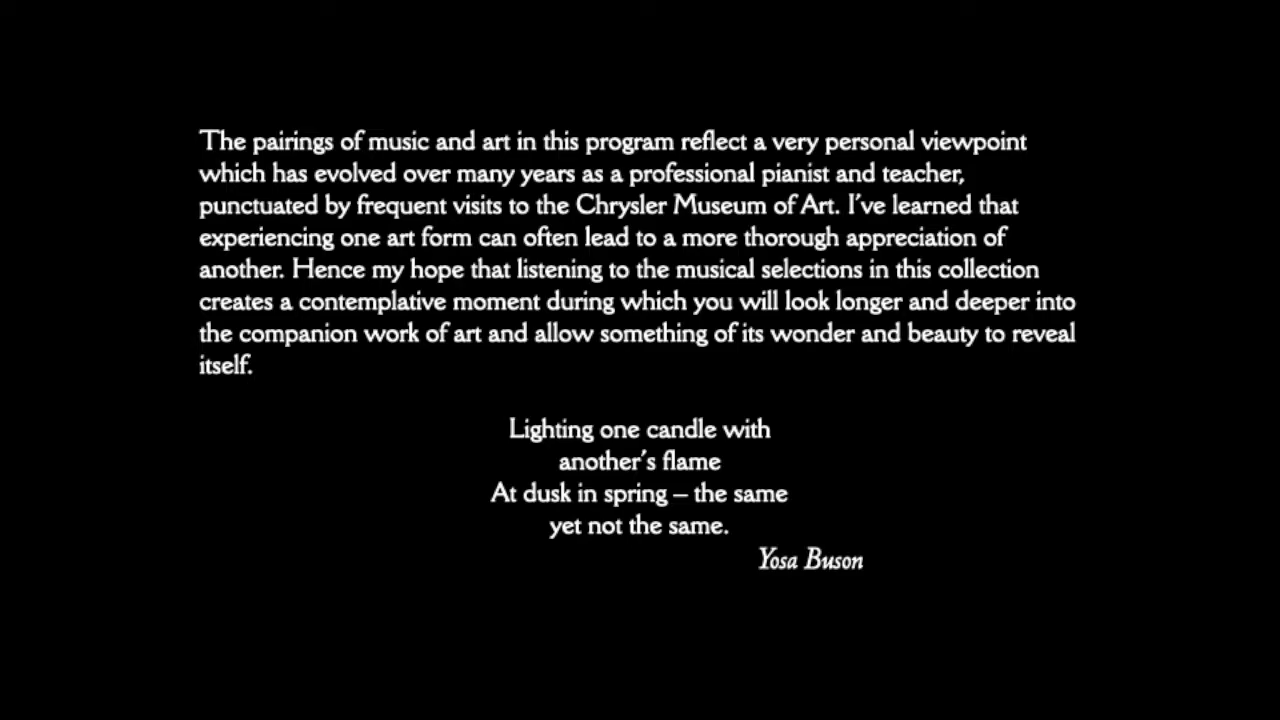 The pairings of music and art in this program reflect a very personal viewpoint
which has evolved over many years as a professional pianist and teacher,
punctuated by frequent visits to the Chrysler Museum of Art. I've learned that
experiencing one art form can often lead to a more thorough appreciation of
another. Hence my hope that listening to the musical selections in this collection
creates a contemplative moment during which you will look longer and deeper into
the companion work of art and allow something of its wonder and beauty to reveal
itself.
Lighting one candle with
another's flame
At dusk in spring – the same
yet not the same.
Yosa Buson